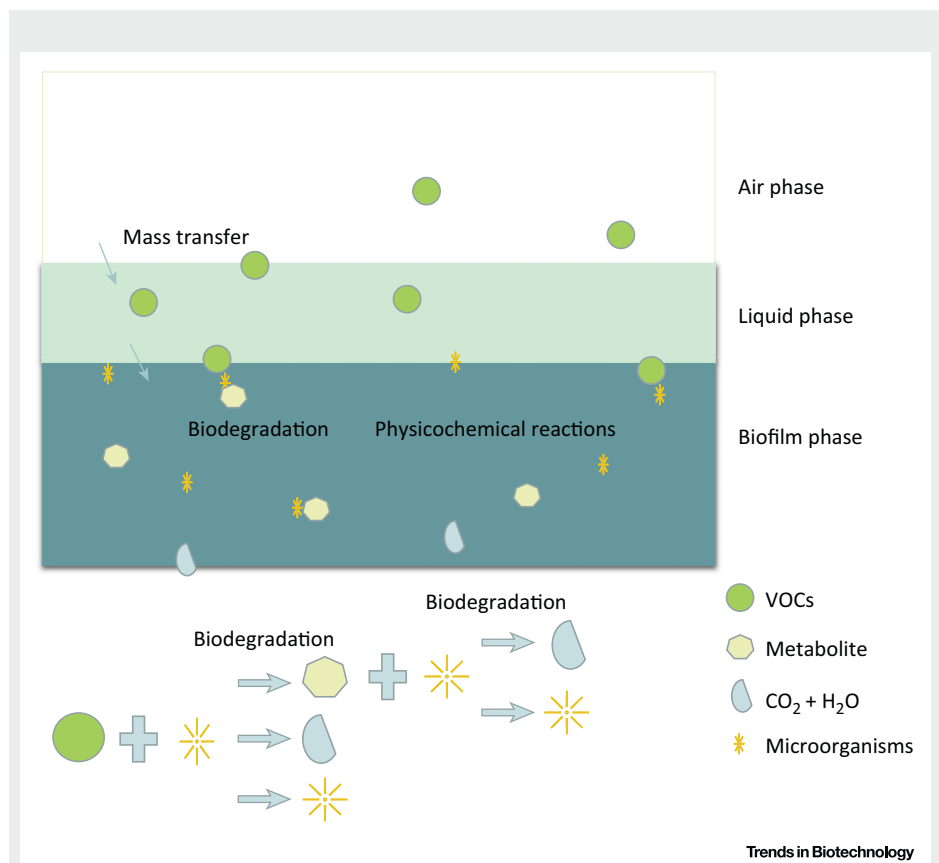 Air phase
Mass transfer
Liquid phase
Biodegradation
Physicochemical reactions
Biofilm phase
Biodegradation
Biodegradation
VOCs
Metabolite
CO₂ + H₂O
Microorganisms
Trends in Biotechnology